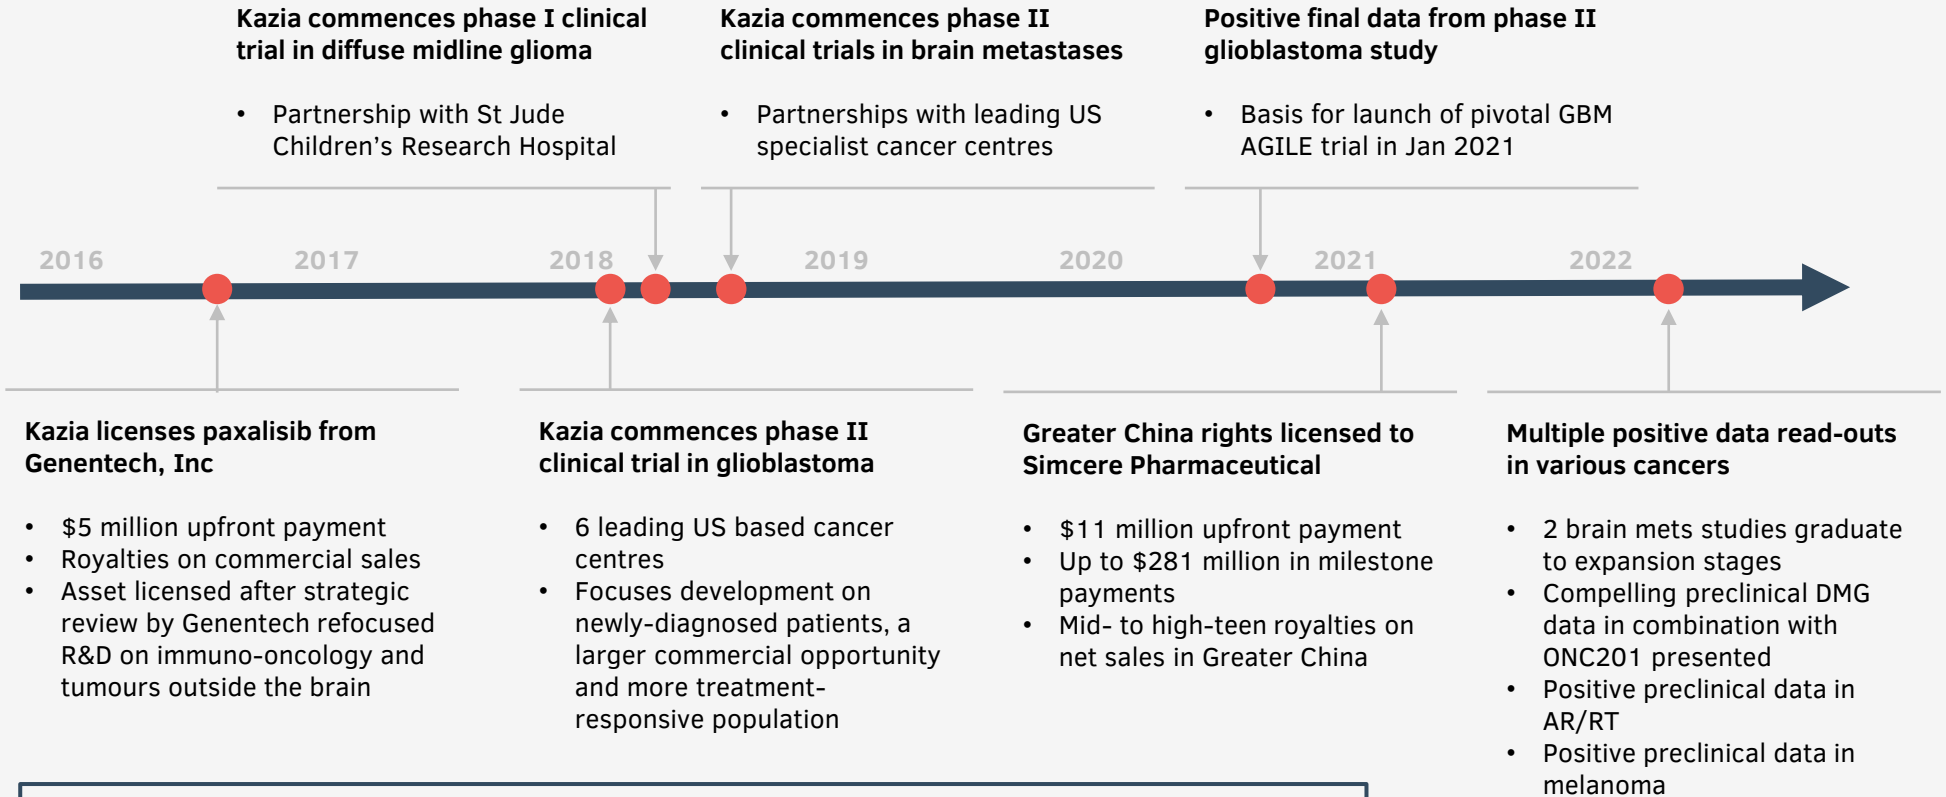 Kazia commences phase I clinical
trial in diffuse midline glioma
• Partnership with St Jude
Children’s Research Hospital
Kazia commences phase II
clinical trials in brain metastases
• Partnerships with leading US
specialist cancer centres
Positive final data from phase II
glioblastoma study
• Basis for launch of pivotal GBM
AGILE trial in Jan 2021
2016 2017 2018 2019 2020 2021 2022
Kazia licenses paxalisib from
Genentech, Inc
• $5 million upfront payment
• Royalties on commercial sales
• Asset licensed after strategic
review by Genentech refocused
R&D on immuno-oncology and
tumours outside the brain
Kazia commences phase II
clinical trial in glioblastoma
• 6 leading US based cancer
centres
• Focuses development on
newly-diagnosed patients, a
larger commercial opportunity
and more treatment-
responsive population
Greater China rights licensed to
Simcere Pharmaceutical
• $11 million upfront payment
• Up to $281 million in milestone
payments
• Mid- to high-teen royalties on
net sales in Greater China
Multiple positive data read-outs
in various cancers
• 2 brain mets studies graduate
to expansion stages
• Compelling preclinical DMG
data in combination with
ONC201 presented
• Positive preclinical data in
AR/RT
• Positive preclinical data in
melanoma